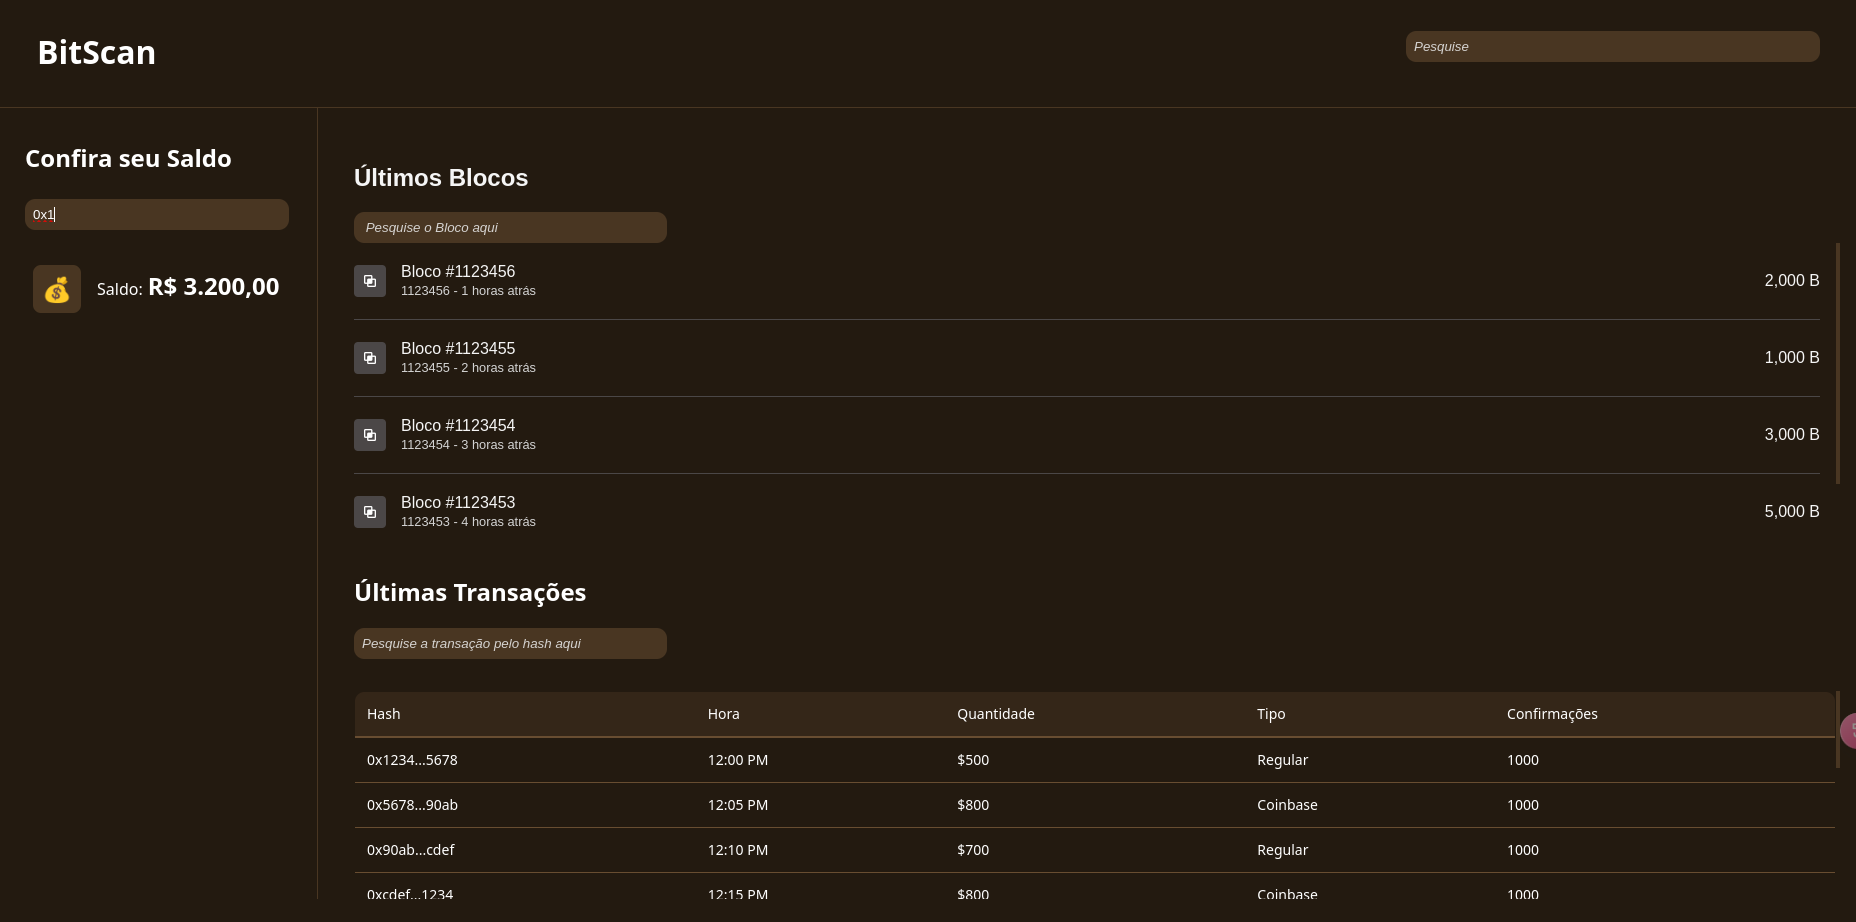 BitScan
Pesquise
Confira seu Saldo
0x1
Saldo: R$ 3.200,00
Últimos Blocos
Pesquise o Bloco aqui
Bloco #1123456
1123456 - 1 horas atrás
2,000 B
Bloco #1123455
1123455 - 2 horas atrás
1,000 B
Bloco #1123454
1123454 - 3 horas atrás
3,000 B
Bloco #1123453
1123453 - 4 horas atrás
5,000 B
Últimas Transações
Pesquise a transação pelo hash aqui
Hash Hora Quantidade Tipo Confirmações
0x1234...5678 12:00 PM $500 Regular 1000
0x5678...90ab 12:05 PM $800 Coinbase 1000
0x90ab...cdef 12:10 PM $700 Regular 1000
0xcdef...1234 12:15 PM $800 Coinbase 1000